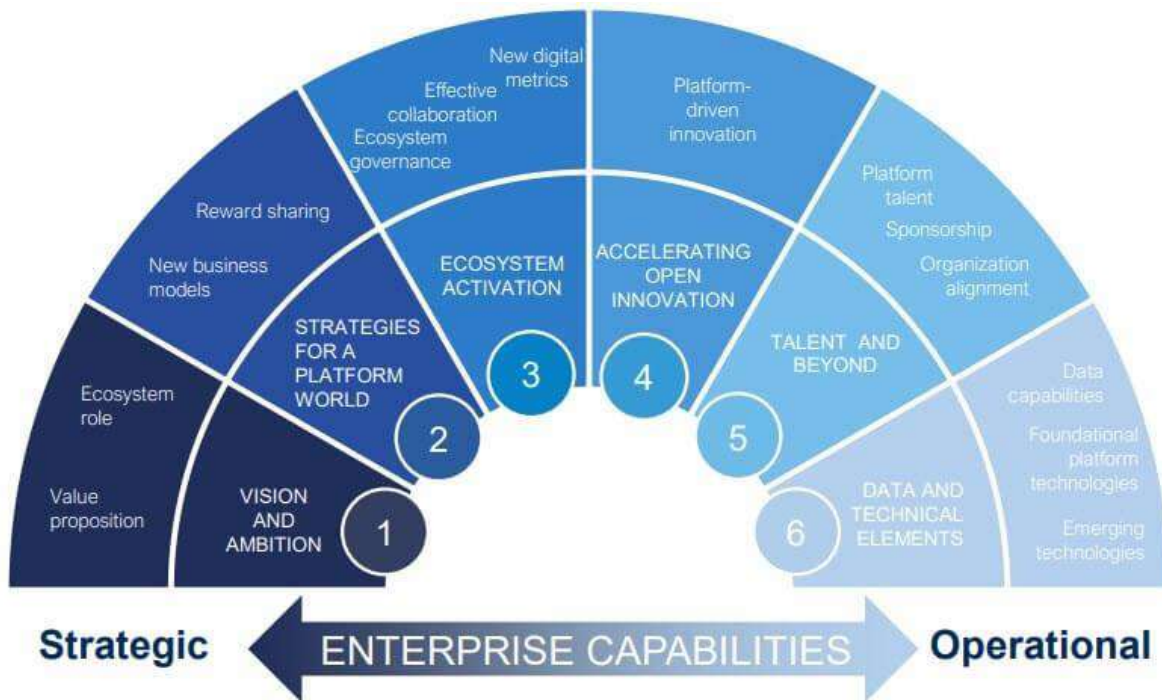 New digital
metrics
Effective
collaboration
Ecosystem
governance
Platform-
driven
innovation
Reward sharing
New business
models
Platform
talent
Sponsorship
Organization
alignment
ECOSYSTEM
ACTIVATION
ACCELERATING
OPEN
INNOVATION
STRATEGIES
FOR A
PLATFORM
WORLD
TALENT AND
BEYOND
3
4
2
5
Ecosystem
role
Value
proposition
VISION
AND
AMBITION
1
6
DATA AND
TECHNICAL
ELEMENTS
Data
capabilities
Foundational
platform
technologies
Emerging
technologies
Strategic
ENTERPRISE CAPABILITIES
Operational